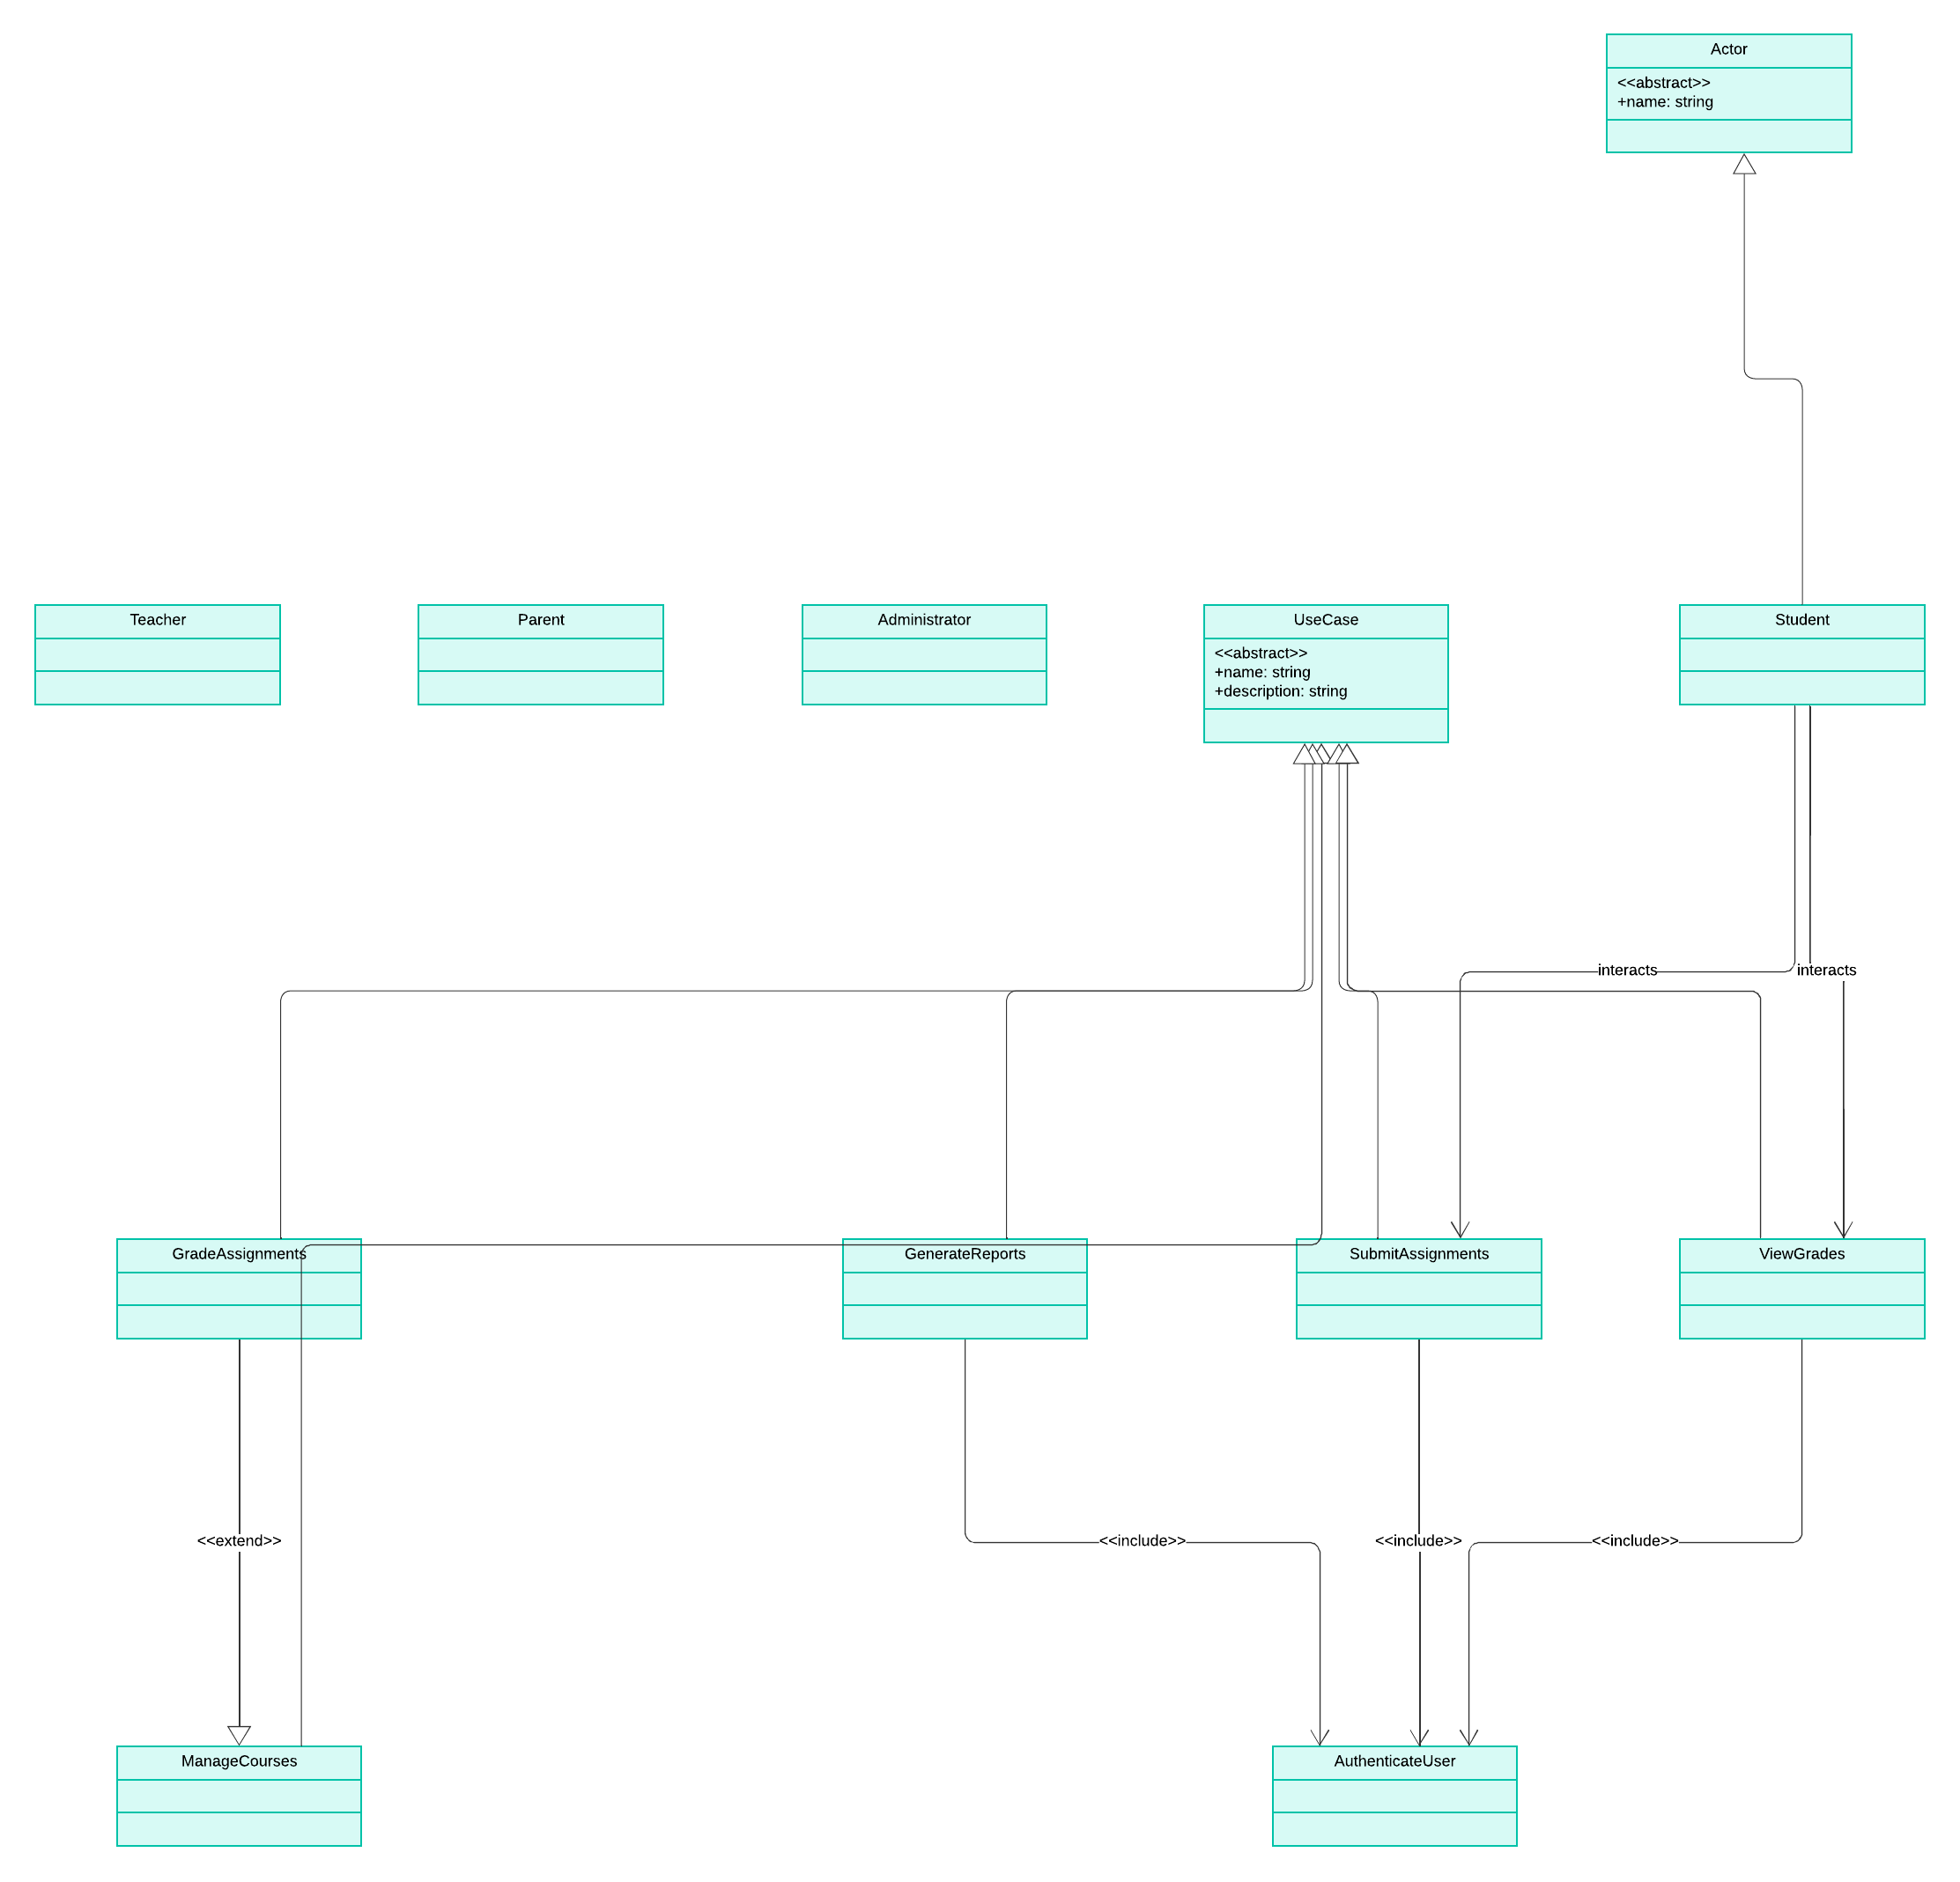 Actor
<<abstract>>
+name: string
Teacher
Parent
Administrator
UseCase
<<abstract>>
+name: string
+description: string
Student
interacts
interacts
GradeAssignments
GenerateReports
SubmitAssignments
ViewGrades
<<extend>>
<<include>>
<<include>>
<<include>>
ManageCourses
AuthenticateUser